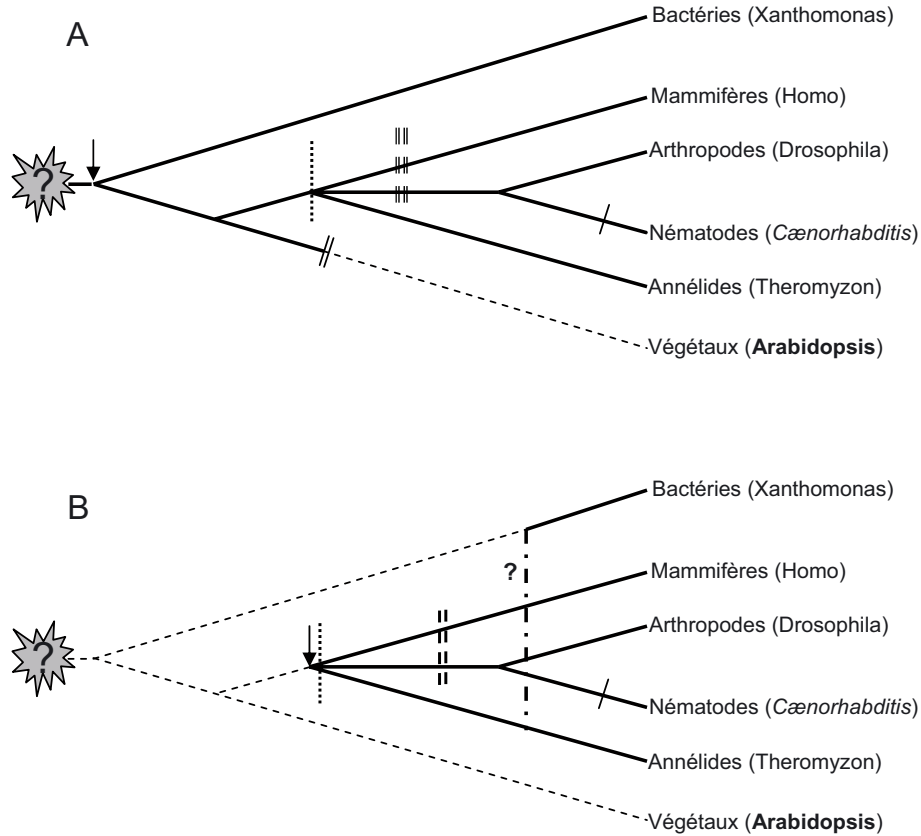 A
Bactéries (Xanthomonas)
Mammifères (Homo)
Arthropodes (Drosophila)
?
Nématodes (Cænorhabditis)
Annélides (Theromyzon)
Végétaux (Arabidopsis)
B
Bactéries (Xanthomonas)
?
Mammifères (Homo)
Arthropodes (Drosophila)
?
Nématodes (Cænorhabditis)
Annélides (Theromyzon)
Végétaux (Arabidopsis)